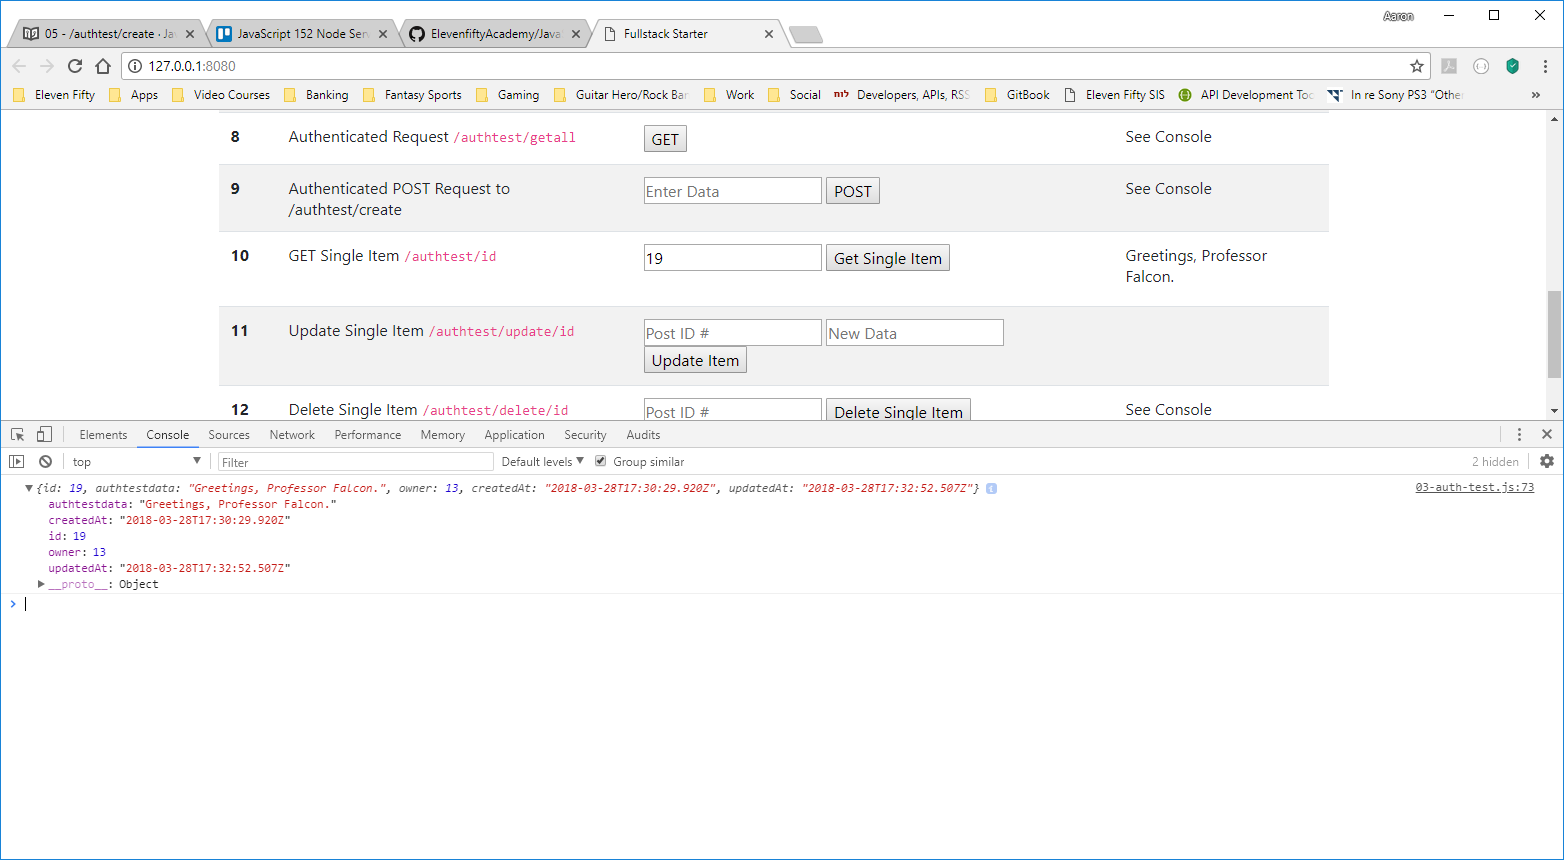 Aaron
05 - /authtest/create · Jav
JavaScript 152 Node Serv
ElevenfiftyAcademy/Java
Fullstack Starter
127.0.0.1:8080
Eleven Fifty
Apps
Video Courses
Banking
Fantasy Sports
Gaming
Guitar Hero/Rock Ban
Work
Social
Developers, APIs, RSS
GitBook
Eleven Fifty SIS
API Development Too
In re Sony PS3 "Other
»
8 Authenticated Request /authtest/getall GET See Console
9 Authenticated POST Request to Enter Data POST See Console
/authtest/create
10 GET Single Item /authtest/id 19 Get Single Item Greetings, Professor
Falcon.
11 Update Single Item /authtest/update/id Post ID # New Data
Update Item
12 Delete Single Item /authtest/delete/id Post ID # Delete Single Item See Console
Elements Console Sources Network Performance Memory Application Security Audits
top Filter Default levels Group similar 2 hidden
{id: 19, authtestdata: "Greetings, Professor Falcon.", owner: 13, createdAt: "2018-03-28T17:30:29.920Z", updatedAt: "2018-03-28T17:32:52.507Z"} 03-auth-test.js:73
authtestdata: "Greetings, Professor Falcon."
createdAt: "2018-03-28T17:30:29.920Z"
id: 19
owner: 13
updatedAt: "2018-03-28T17:32:52.507Z"
__proto__: Object
>